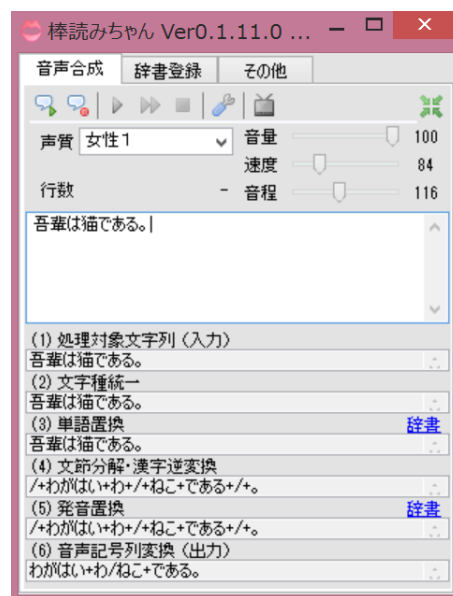 棒読みちゃん Ver0.1.11.0 ...
音声合成 辞書登録 その他
声質 女性1 音量 100
速度 84
行数 - 音程 116
吾輩は猫である。
(1) 処理対象文字列 (入力)
吾輩は猫である。
(2) 文字種統一
吾輩は猫である。
(3) 単語置換 辞書
吾輩は猫である。
(4) 文節分解・漢字逆変換
/+わがはい+わ+/+ねこ+である+/+。
(5) 発音置換 辞書
/+わがはい+わ+/+ねこ+である+/+。
(6) 音声記号列変換 (出力)
わがはい+わ/ねこ+である。